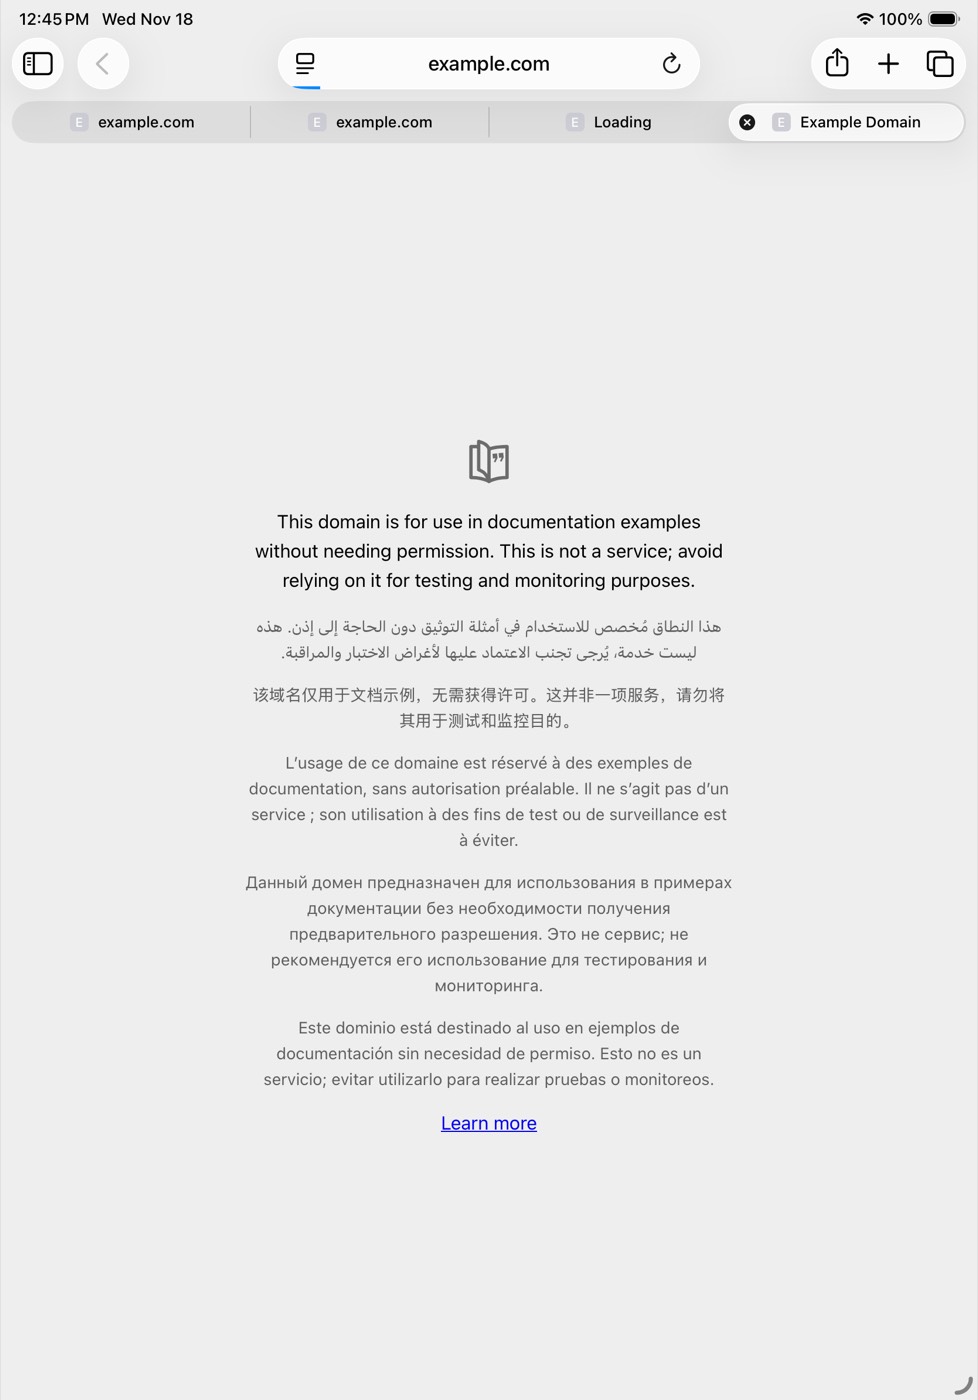 12:45 PM Wed Nov 18 100%
example.com
E example.com E example.com E Loading E Example Domain
This domain is for use in documentation examples
without needing permission. This is not a service; avoid
relying on it for testing and monitoring purposes.
هذا النطاق مُخصص للاستخدام في أمثلة التوثيق دون الحاجة إلى إذن. هذه
ليست خدمة، يُرجى تجنب الاعتماد عليها لأغراض الاختبار والمراقبة.
该域名仅用于文档示例，无需获得许可。这并非一项服务，请勿将
其用于测试和监控目的。
L’usage de ce domaine est réservé à des exemples de
documentation, sans autorisation préalable. Il ne s’agit pas d’un
service ; son utilisation à des fins de test ou de surveillance est
à éviter.
Данный домен предназначен для использования в примерах
документации без необходимости получения
предварительного разрешения. Это не сервис; не
рекомендуется его использование для тестирования и
мониторинга.
Este dominio está destinado al uso en ejemplos de
documentación sin necesidad de permiso. Esto no es un
servicio; evitar utilizarlo para realizar pruebas o monitoreos.
Learn more